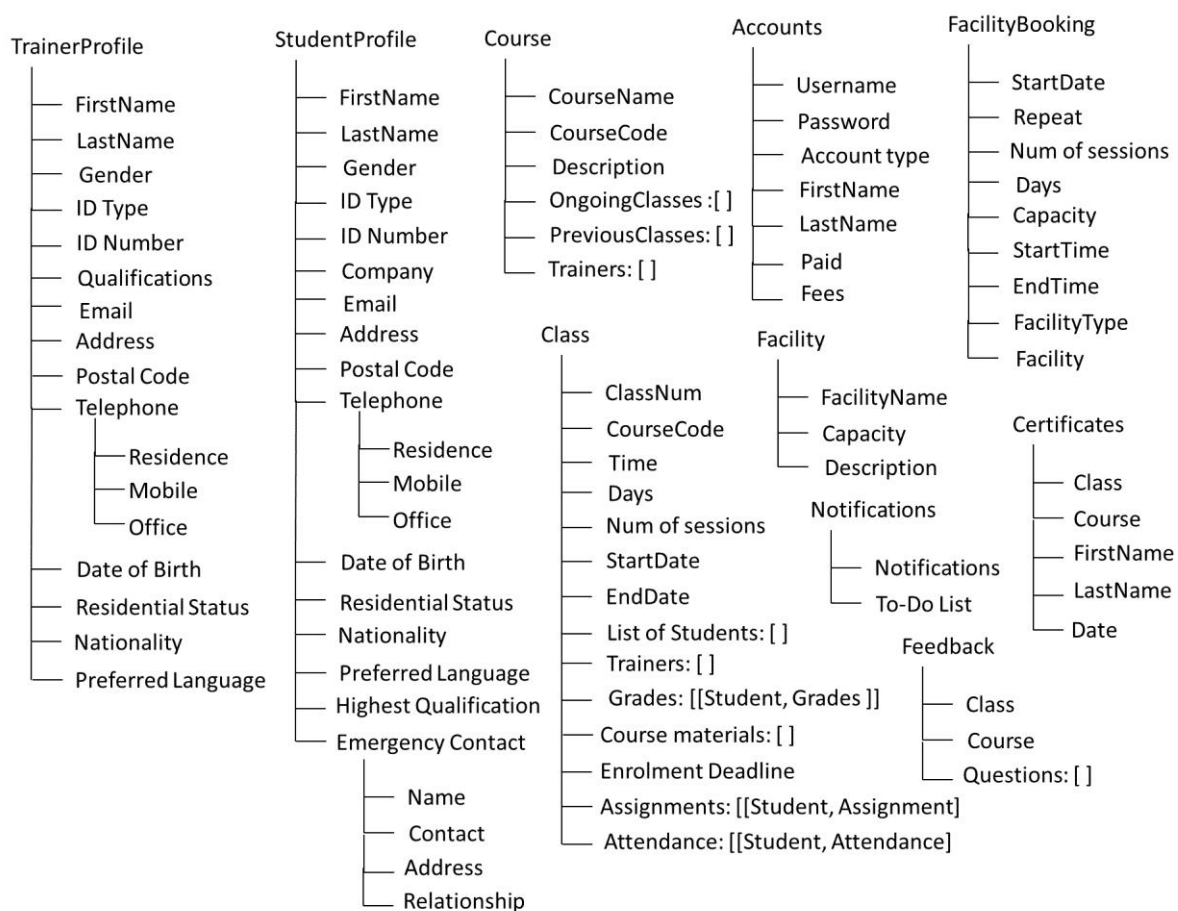 TrainerProfile
FirstName
LastName
Gender
ID Type
ID Number
Qualifications
Email
Address
Postal Code
Telephone
Residence
Mobile
Office
Date of Birth
Residential Status
Nationality
Preferred Language
StudentProfile
FirstName
LastName
Gender
ID Type
ID Number
Company
Email
Address
Postal Code
Telephone
Residence
Mobile
Office
Date of Birth
Residential Status
Nationality
Preferred Language
Highest Qualification
Emergency Contact
Name
Contact
Address
Relationship
Course
CourseName
CourseCode
Description
OngoingClasses :[ ]
PreviousClasses: [ ]
Trainers: [ ]
Class
ClassNum
CourseCode
Time
Days
Num of sessions
StartDate
EndDate
List of Students: [ ]
Trainers: [ ]
Grades: [[Student, Grades ]]
Course materials: [ ]
Enrolment Deadline
Assignments: [[Student, Assignment]
Attendance: [[Student, Attendance]
Accounts
Username
Password
Account type
FirstName
LastName
Paid
Fees
Facility
FacilityName
Capacity
Description
Notifications
Notifications
To-Do List
Feedback
Class
Course
Questions: [ ]
FacilityBooking
StartDate
Repeat
Num of sessions
Days
Capacity
StartTime
EndTime
FacilityType
Facility
Certificates
Class
Course
FirstName
LastName
Date